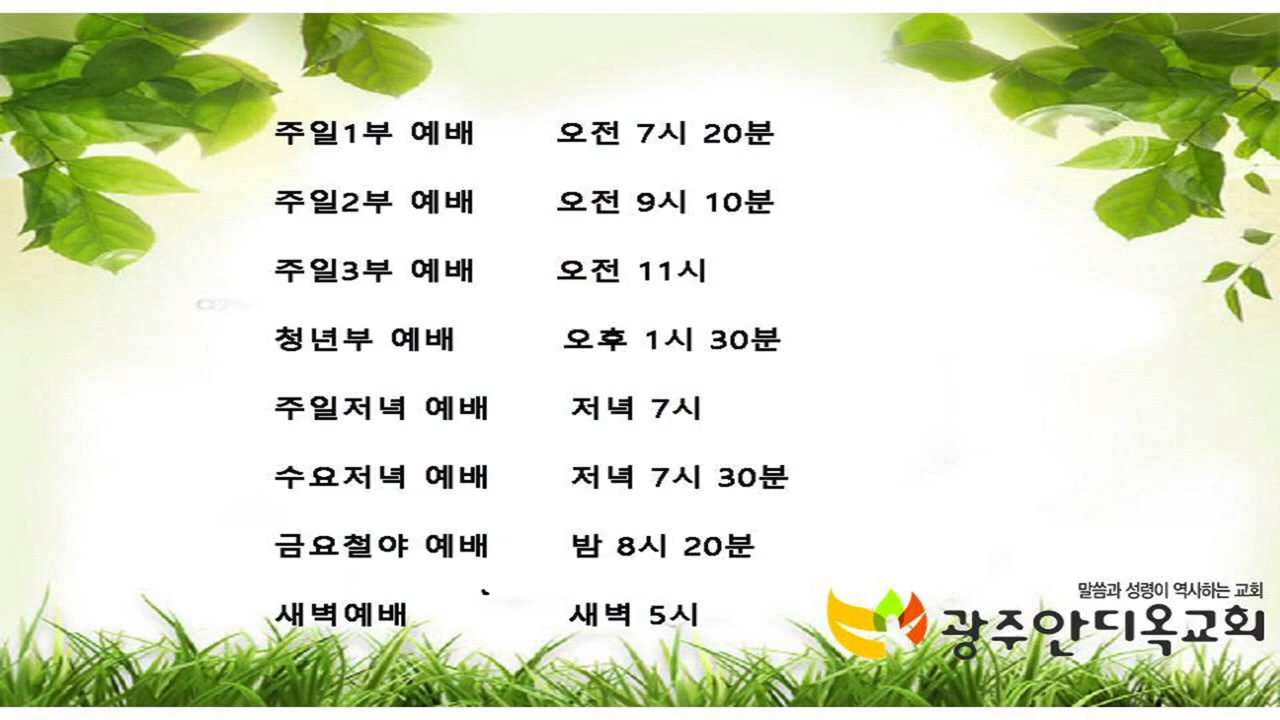 주일1부 예배 오전 7시 20분
주일2부 예배 오전 9시 10분
주일3부 예배 오전 11시
청년부 예배 오후 1시 30분
주일저녁 예배 저녁 7시
수요저녁 예배 저녁 7시 30분
금요철야 예배 밤 8시 20분
새벽예배 새벽 5시
말씀과 성령이 역사하는 교회
광주안디옥교회